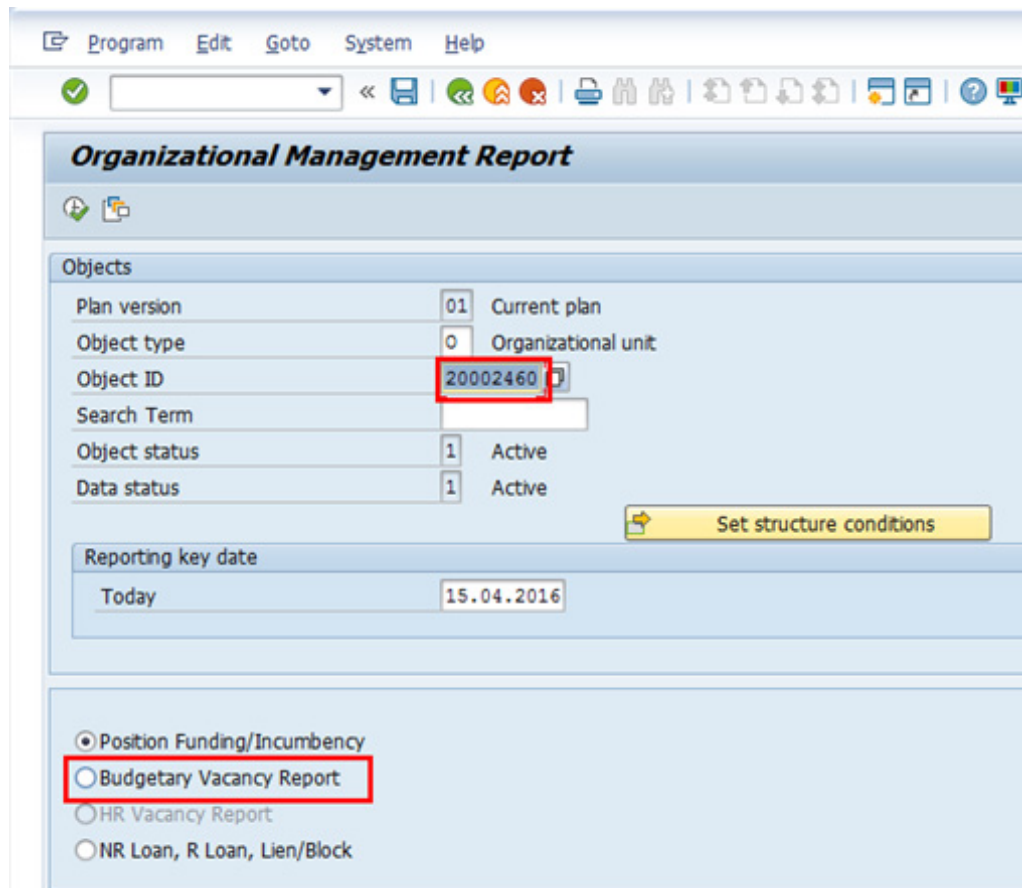 Program Edit Goto System Help
Organizational Management Report
Objects
Plan version 01 Current plan
Object type O Organizational unit
Object ID 20002460
Search Term
Object status 1 Active
Data status 1 Active
Set structure conditions
Reporting key date
Today 15.04.2016
Position Funding/Incumbency
Budgetary Vacancy Report
HR Vacancy Report
NR Loan, R Loan, Lien/Block